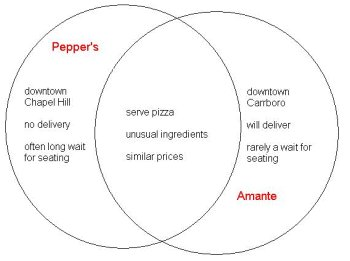 Pepper's
downtown
Chapel Hill
no delivery
often long wait
for seating
serve pizza
unusual ingredients
similar prices
downtown
Carrboro
will deliver
rarely a wait for
seating
Amante